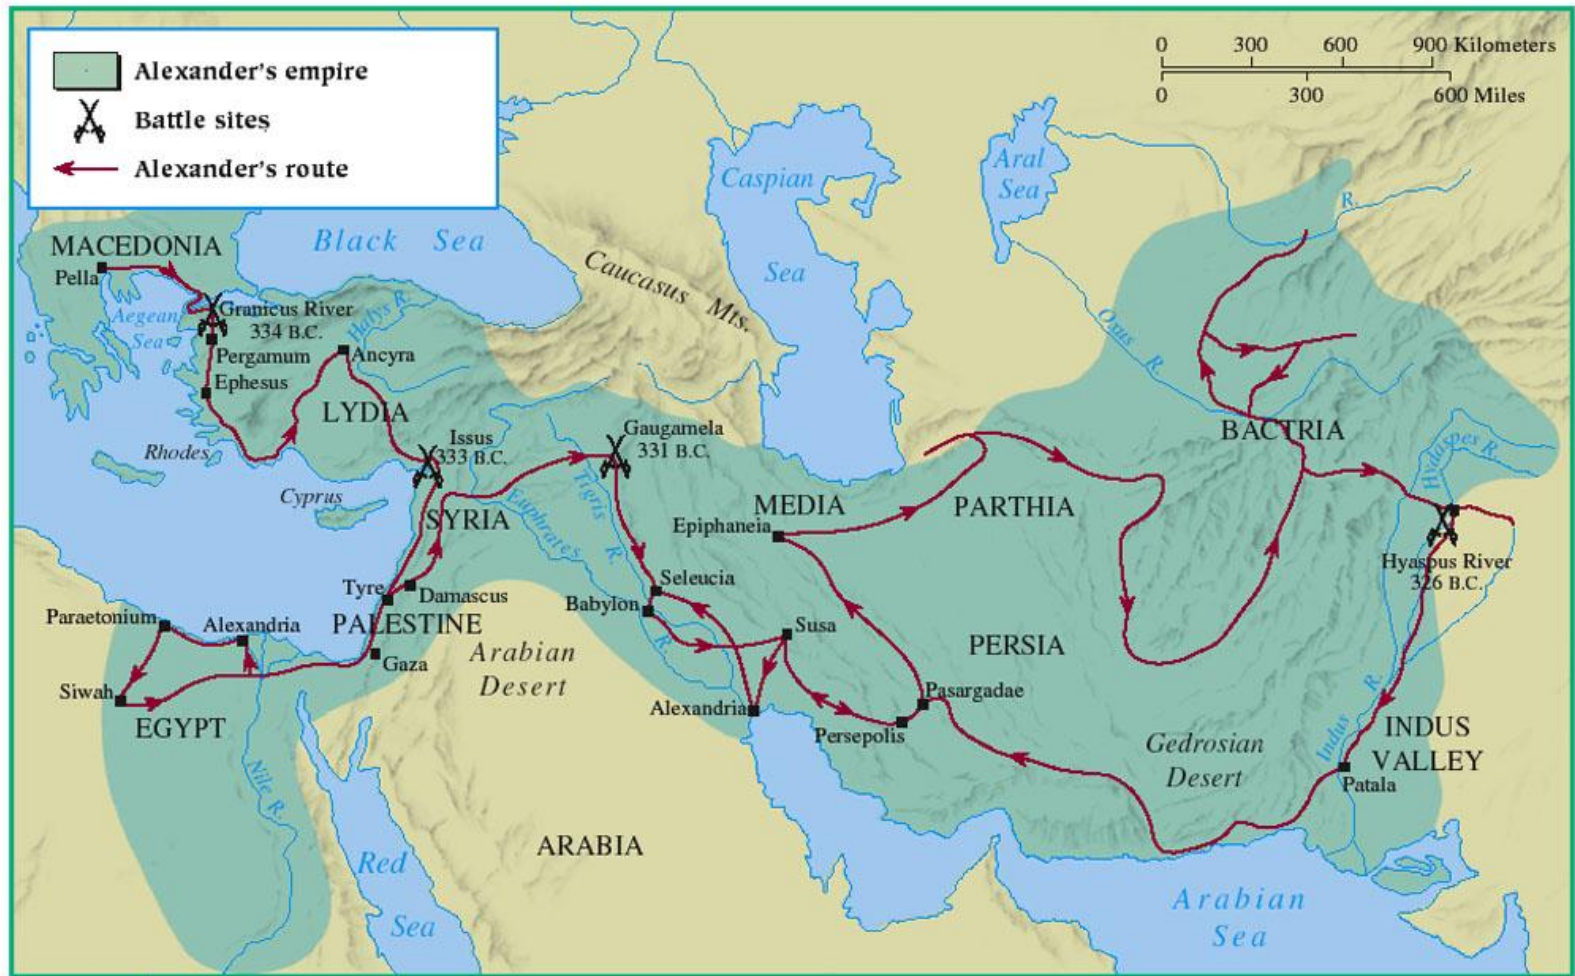 Alexander's empire
Battle sites
Alexander's route
0 300 600 900 Kilometers
0 300 600 Miles
Black Sea
Caspian
Sea
Aral
Sea
R.
MACEDONIA
Pella
Caucasus Mts.
Aegean
Sea
Granicus River
334 B.C.
Halys R.
Pergamum
Ancyra
Ephesus
Oxus R.
LYDIA
Rhodes
Issus
333 B.C.
Gaugamela
331 B.C.
BACTRIA
Hydaspes R.
Cyprus
SYRIA
Euphrates
Tigris R.
MEDIA
Epiphaneia
PARTHIA
Hyaspus River
326 B.C.
Tyre
Damascus
Seleucia
Babylon
R.
Paraetonium
Alexandria
PALESTINE
Gaza
Arabian
Desert
Susa
PERSIA
Siwah
EGYPT
Alexandria
Pasargadae
Persepolis
Gedrosian
Desert
Indus R.
INDUS
VALLEY
Patala
Nile R.
Red
Sea
ARABIA
Arabian
Sea